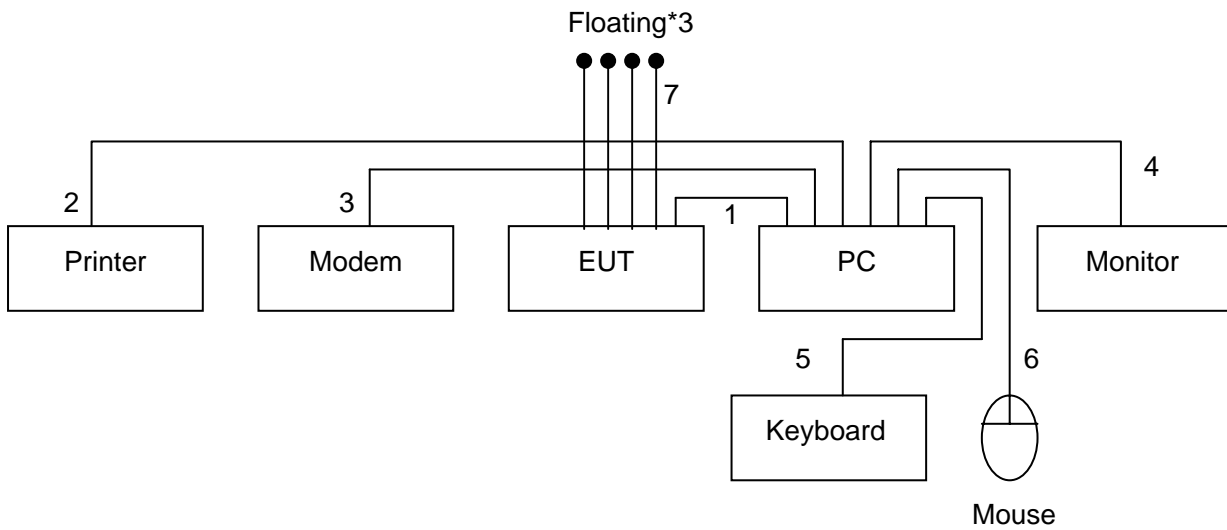 Floating*3
7
4
2
3
1
Printer
Modem
EUT
PC
Monitor
5
6
Keyboard
Mouse